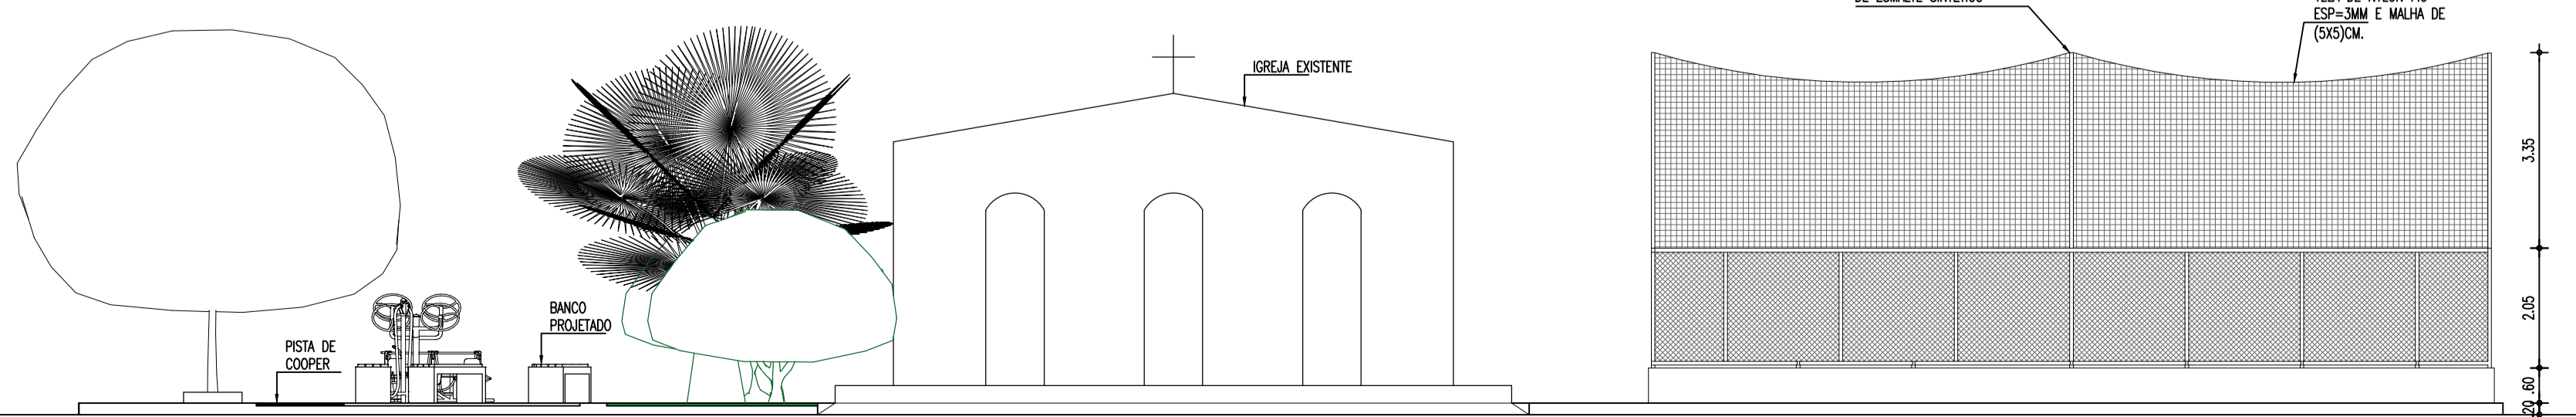 ESP=3MM E MALHA DE
(5X5)CM.
IGREJA EXISTENTE
3.35
BANCO
PROJETADO
2.05
PISTA DE
COOPER
.60
.20